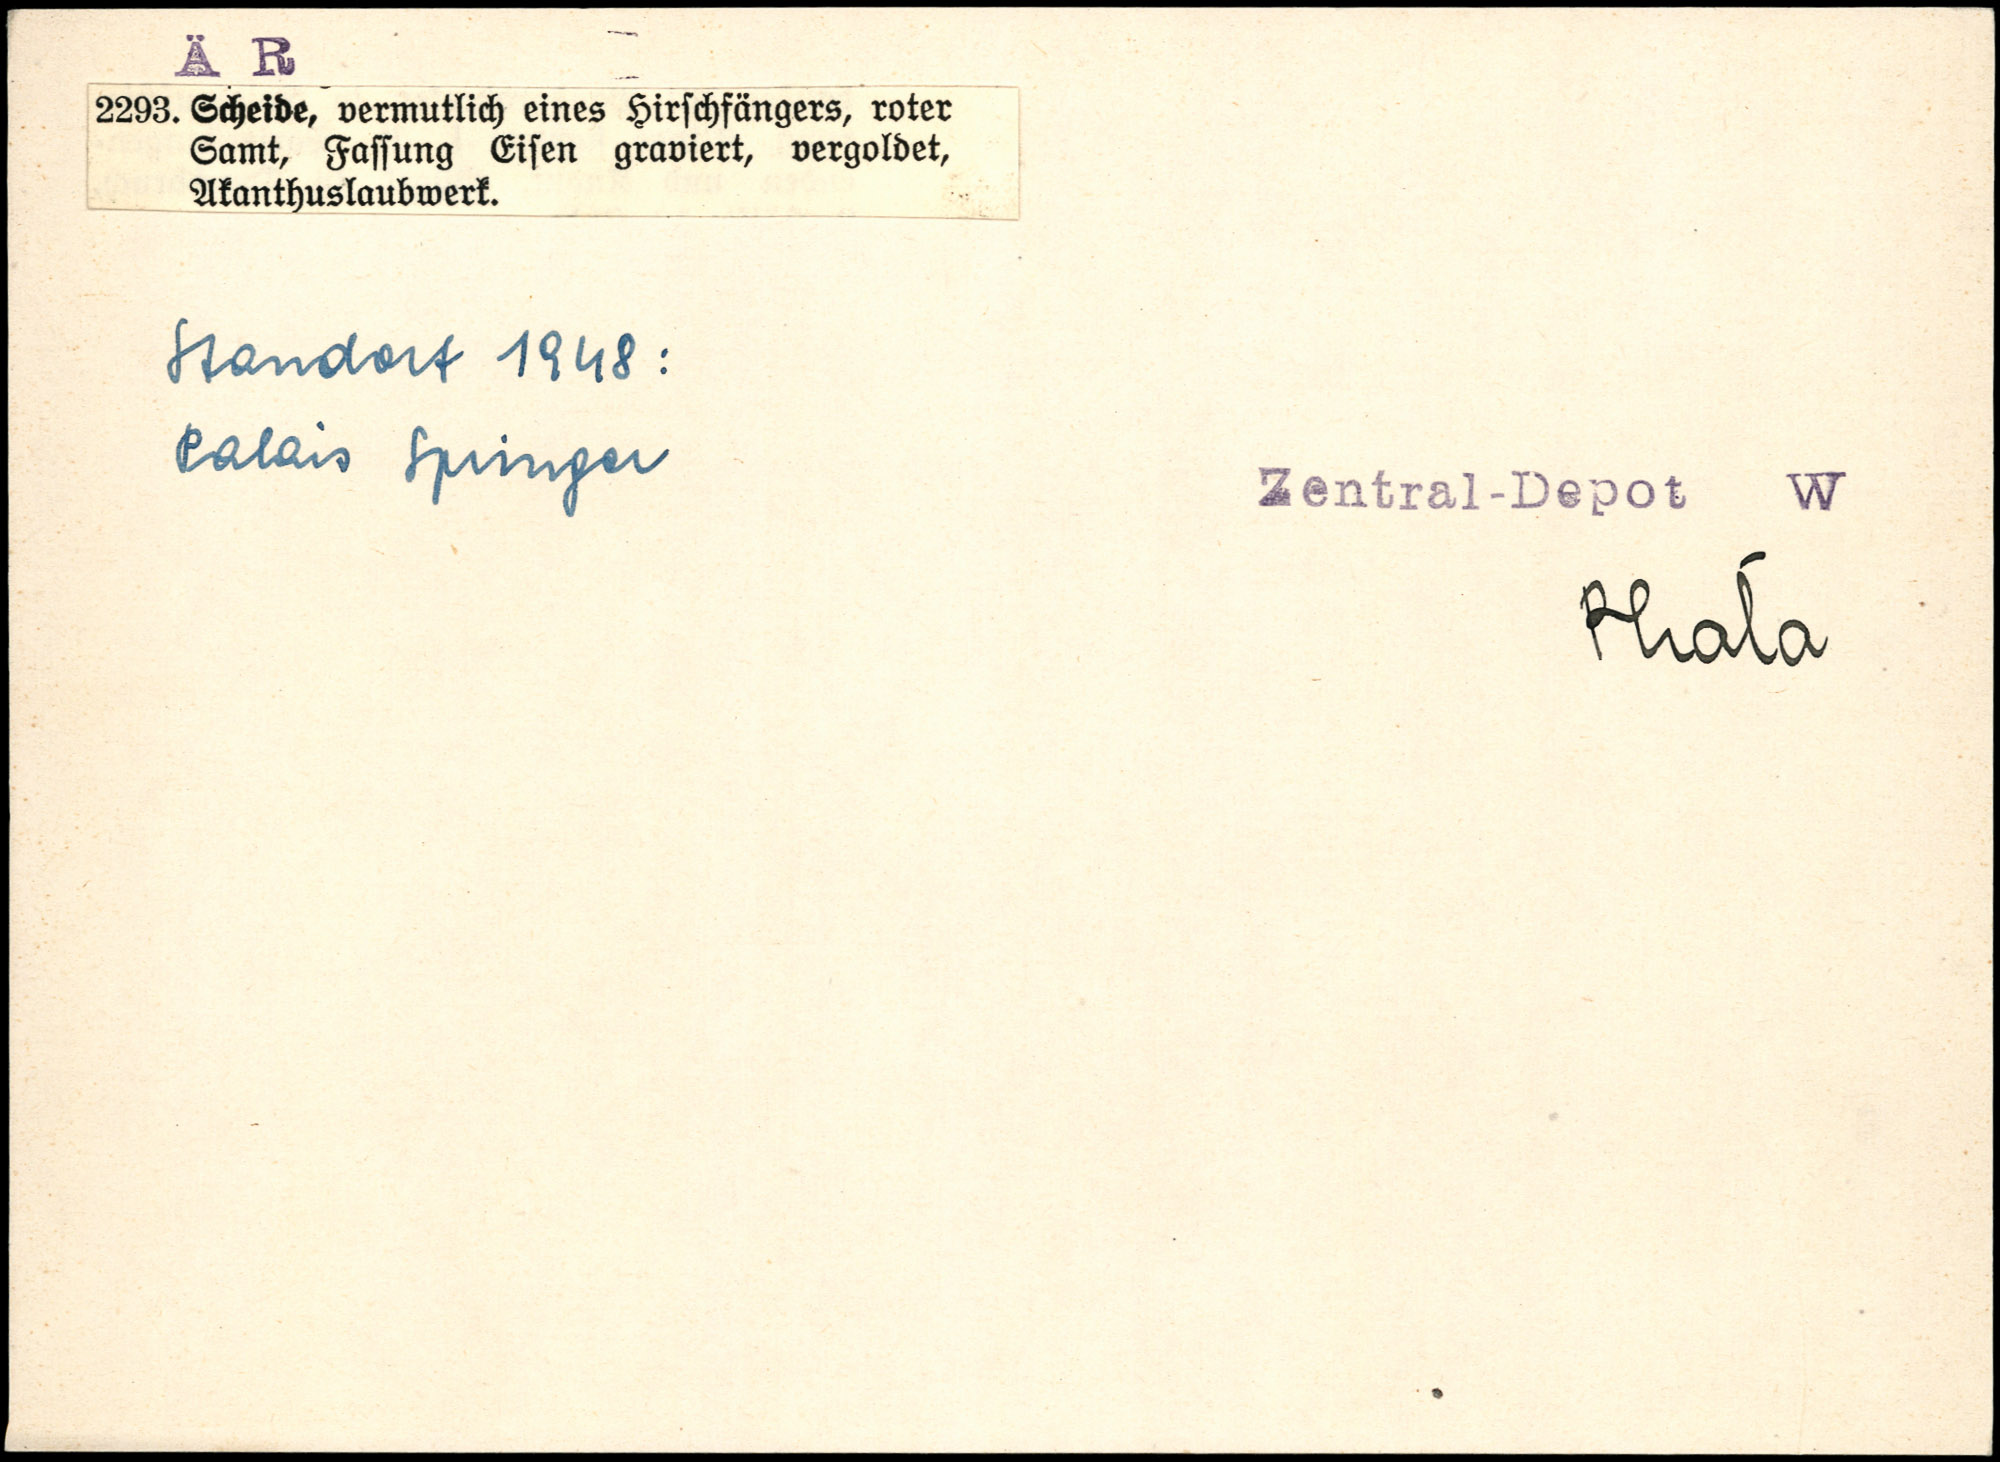 Ä R
2293. Scheide, vermutlich eines Hirschfängers, roter
Samt, Fassung Eisen graviert, vergoldet,
Akanthuslaubwerk.
Standort 1948:
Palais Springer
Zentral-Depot W